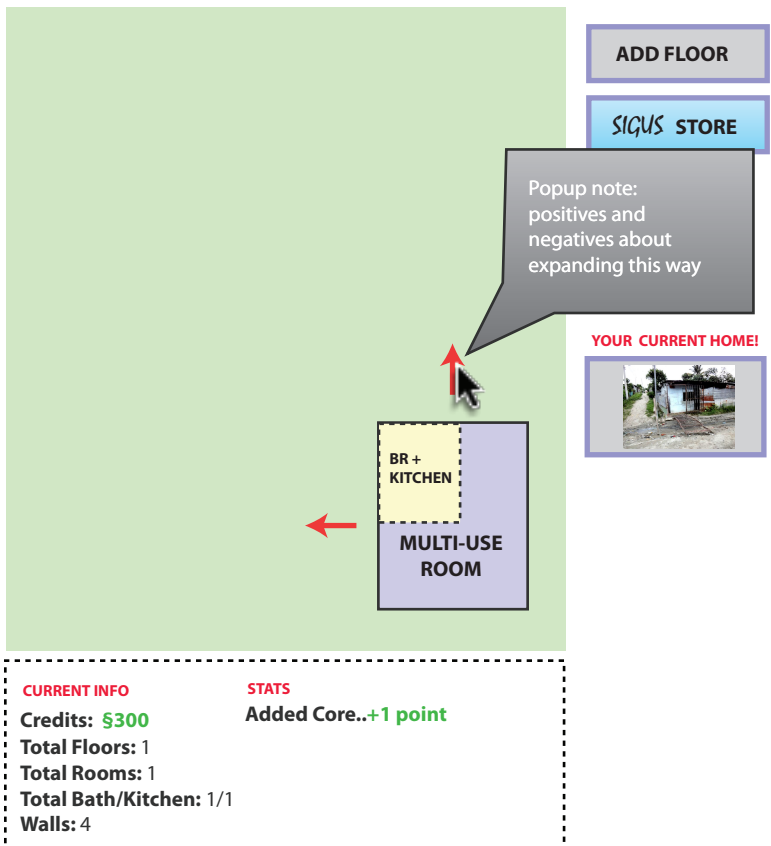 ADD FLOOR
SIGUS STORE
Popup note:
positives and
negatives about
expanding this way
YOUR CURRENT HOME!
BR +
KITCHEN
MULTI-USE
ROOM
CURRENT INFO
Credits: §300
Total Floors: 1
Total Rooms: 1
Total Bath/Kitchen: 1/1
Walls: 4
STATS
Added Core..+1 point